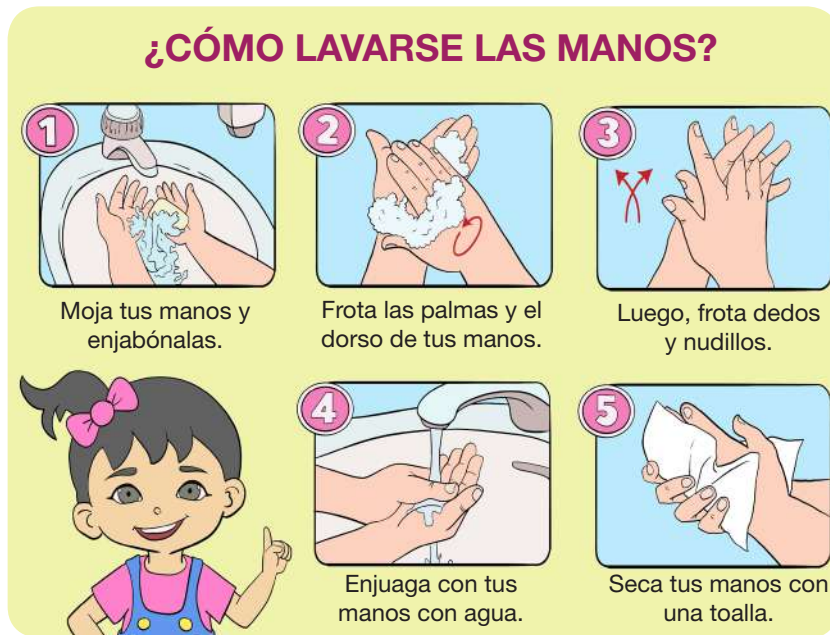 ¿CÓMO LAVARSE LAS MANOS?
1
Moja tus manos y
enjabónalas.
2
Frota las palmas y el
dorso de tus manos.
3
Luego, frota dedos
y nudillos.
4
Enjuaga con tus
manos con agua.
5
Seca tus manos con
una toalla.